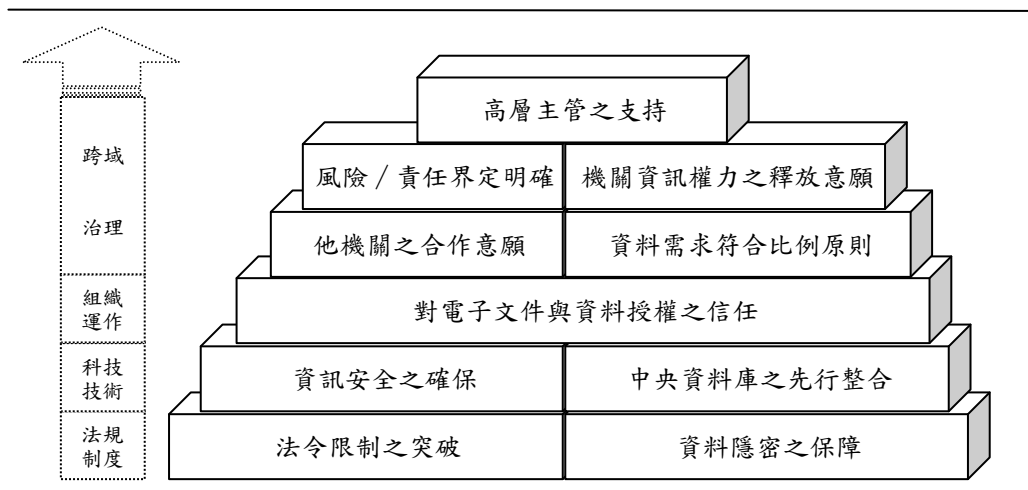 高層主管之支持
跨域
風險／責任界定明確
機關資訊權力之釋放意願
治理
他機關之合作意願
資料需求符合比例原則
組織
運作
對電子文件與資料授權之信任
科技
技術
資訊安全之確保
中央資料庫之先行整合
法規
制度
法令限制之突破
資料隱密之保障